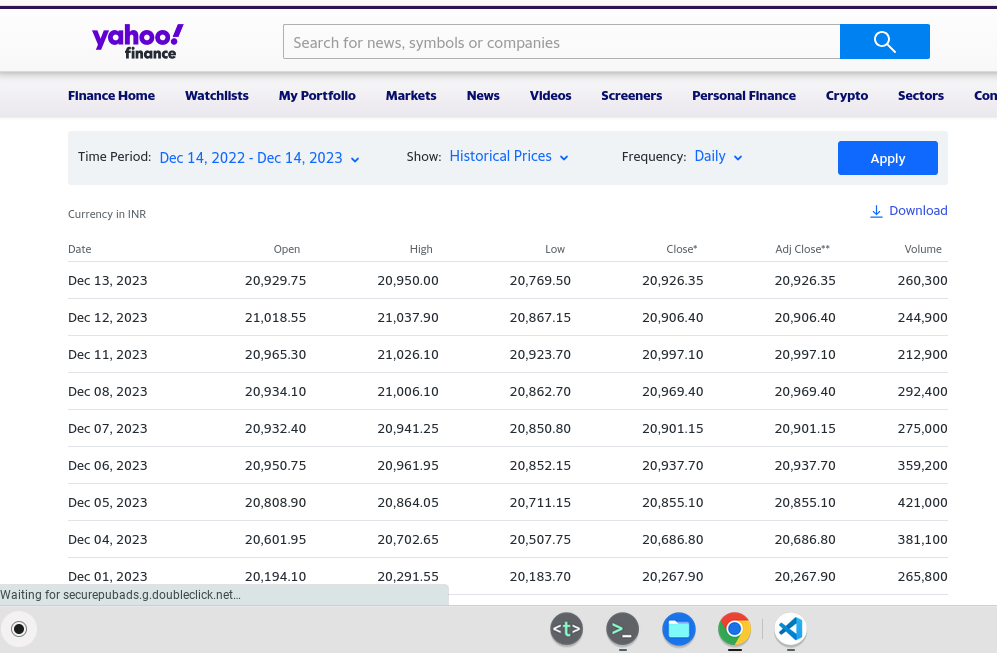 yahoo!
finance
Search for news, symbols or companies
Finance Home Watchlists My Portfolio Markets News Videos Screeners Personal Finance Crypto Sectors Con
Time Period: Dec 14, 2022 - Dec 14, 2023 Show: Historical Prices Frequency: Daily Apply
Currency in INR Download
Date Open High Low Close* Adj Close** Volume
Dec 13, 2023 20,929.75 20,950.00 20,769.50 20,926.35 20,926.35 260,300
Dec 12, 2023 21,018.55 21,037.90 20,867.15 20,906.40 20,906.40 244,900
Dec 11, 2023 20,965.30 21,026.10 20,923.70 20,997.10 20,997.10 212,900
Dec 08, 2023 20,934.10 21,006.10 20,862.70 20,969.40 20,969.40 292,400
Dec 07, 2023 20,932.40 20,941.25 20,850.80 20,901.15 20,901.15 275,000
Dec 06, 2023 20,950.75 20,961.95 20,852.15 20,937.70 20,937.70 359,200
Dec 05, 2023 20,808.90 20,864.05 20,711.15 20,855.10 20,855.10 421,000
Dec 04, 2023 20,601.95 20,702.65 20,507.75 20,686.80 20,686.80 381,100
Dec 01, 2023 20,194.10 20,291.55 20,183.70 20,267.90 20,267.90 265,800
Waiting for securepubads.g.doubleclick.net...
<t> >_